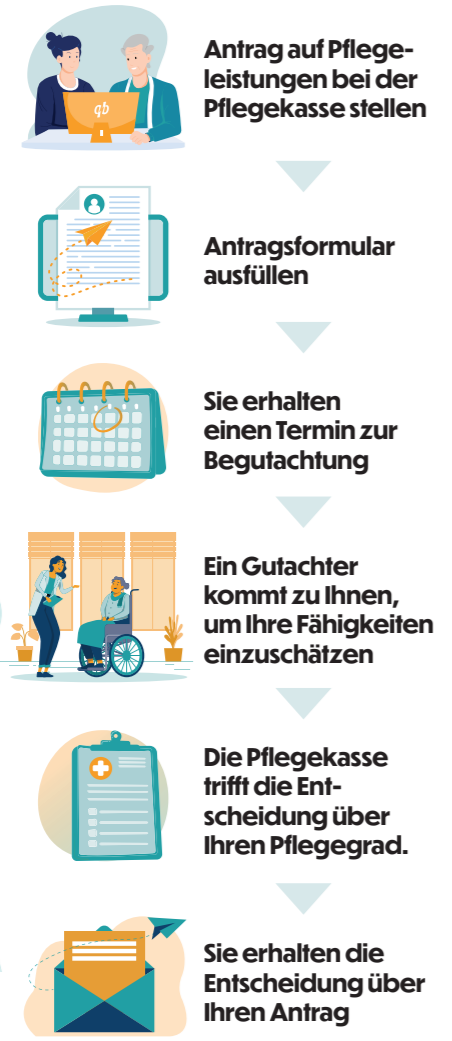 Antrag auf Pflege-
leistungen bei der
Pflegekasse stellen
qb
Antragsformular
ausfüllen
Sie erhalten
einen Termin zur
Begutachtung
Ein Gutachter
kommt zu Ihnen,
um Ihre Fähigkeiten
einzuschätzen
Die Pflegekasse
trifft die Ent-
scheidung über
Ihren Pflegegrad.
Sie erhalten die
Entscheidung über
Ihren Antrag